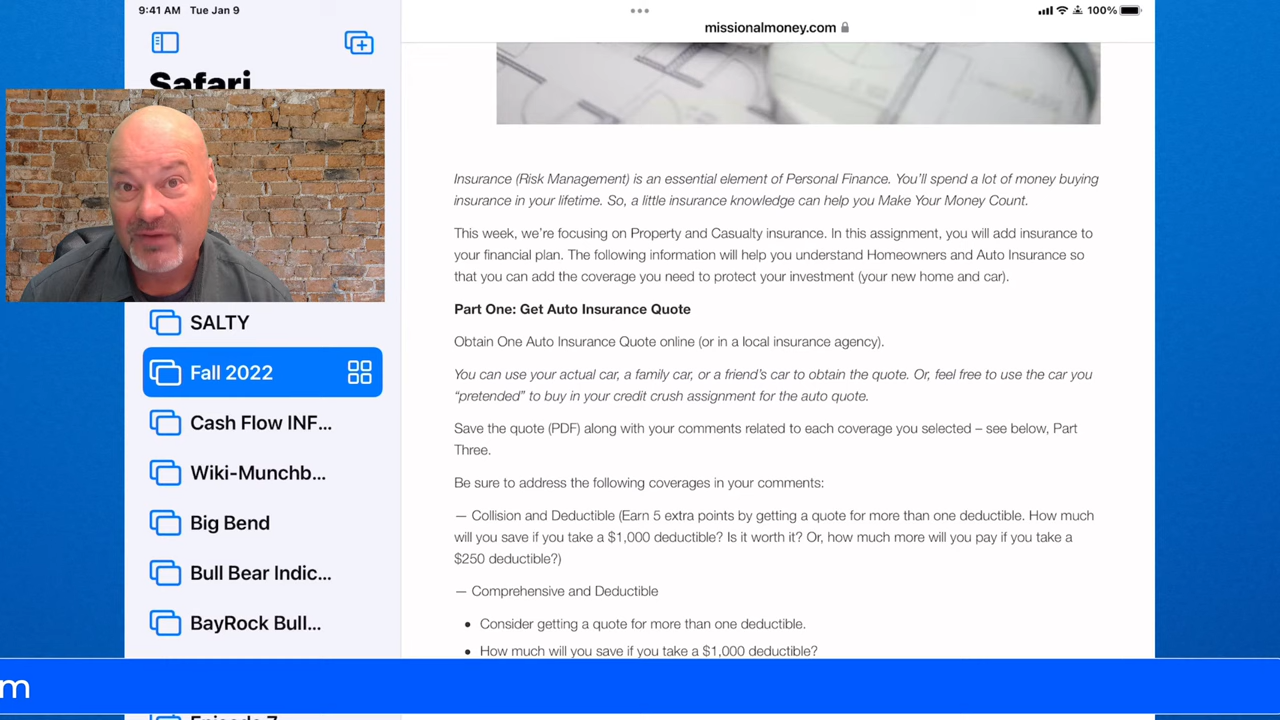 9:41 AM Tue Jan 9
100%
missionalmoney.com
Safari
Insurance (Risk Management) is an essential element of Personal Finance. You'll spend a lot of money buying
insurance in your lifetime. So, a little insurance knowledge can help you Make Your Money Count.
This week, we're focusing on Property and Casualty insurance. In this assignment, you will add insurance to
your financial plan. The following information will help you understand Homeowners and Auto Insurance so
that you can add the coverage you need to protect your investment (your new home and car).
Part One: Get Auto Insurance Quote
Obtain One Auto Insurance Quote online (or in a local insurance agency).
You can use your actual car, a family car, or a friend's car to obtain the quote. Or, feel free to use the car you
“pretended” to buy in your credit crush assignment for the auto quote.
Save the quote (PDF) along with your comments related to each coverage you selected – see below, Part
Three.
Be sure to address the following coverages in your comments:
— Collision and Deductible (Earn 5 extra points by getting a quote for more than one deductible. How much
will you save if you take a $1,000 deductible? Is it worth it? Or, how much more will you pay if you take a
$250 deductible?)
— Comprehensive and Deductible
• Consider getting a quote for more than one deductible.
• How much will you save if you take a $1,000 deductible?
SALTY
Fall 2022
Cash Flow INF...
Wiki-Munchb...
Big Bend
Bull Bear Indic...
BayRock Bull...
Episode 7
m